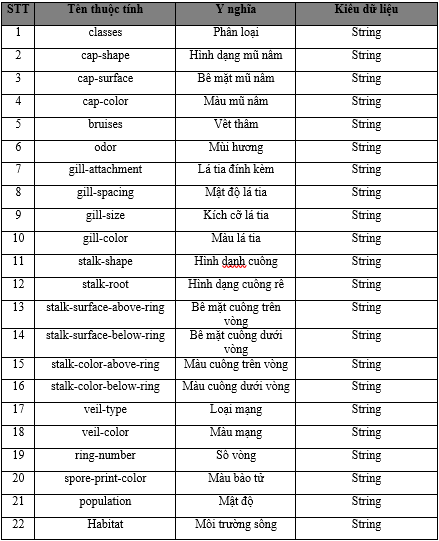 STT Tên thuộc tính Ý nghĩa Kiểu dữ liệu
1 classes Phân loại String
2 cap-shape Hình dạng mũ nấm String
3 cap-surface Bề mặt mũ nấm String
4 cap-color Màu mũ nấm String
5 bruises Vết thâm String
6 odor Mùi hương String
7 gill-attachment Lá tia đính kèm String
8 gill-spacing Mật độ lá tia String
9 gill-size Kích cỡ lá tia String
10 gill-color Màu lá tia String
11 stalk-shape Hình danh cuống String
12 stalk-root Hình dạng cuống rễ String
13 stalk-surface-above-ring Bề mặt cuống trên String
vòng
14 stalk-surface-below-ring Bề mặt cuống dưới String
vòng
15 stalk-color-above-ring Màu cuống trên vòng String
16 stalk-color-below-ring Màu cuống dưới vòng String
17 veil-type Loại mạng String
18 veil-color Màu mạng String
19 ring-number Số vòng String
20 spore-print-color Màu bào tử String
21 population Mật độ String
22 Habitat Môi trường sống String